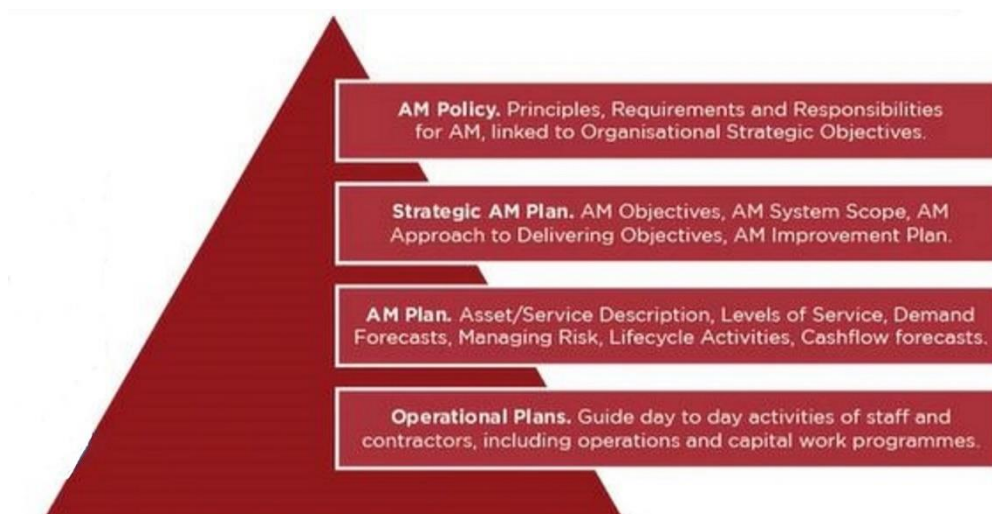 AM Policy. Principles, Requirements and Responsibilities
for AM, linked to Organisational Strategic Objectives.
Strategic AM Plan. AM Objectives, AM System Scope, AM
Approach to Delivering Objectives, AM Improvement Plan.
AM Plan. Asset/Service Description, Levels of Service, Demand
Forecasts, Managing Risk, Lifecycle Activities, Cashflow forecasts.
Operational Plans. Guide day to day activities of staff and
contractors, including operations and capital work programmes.